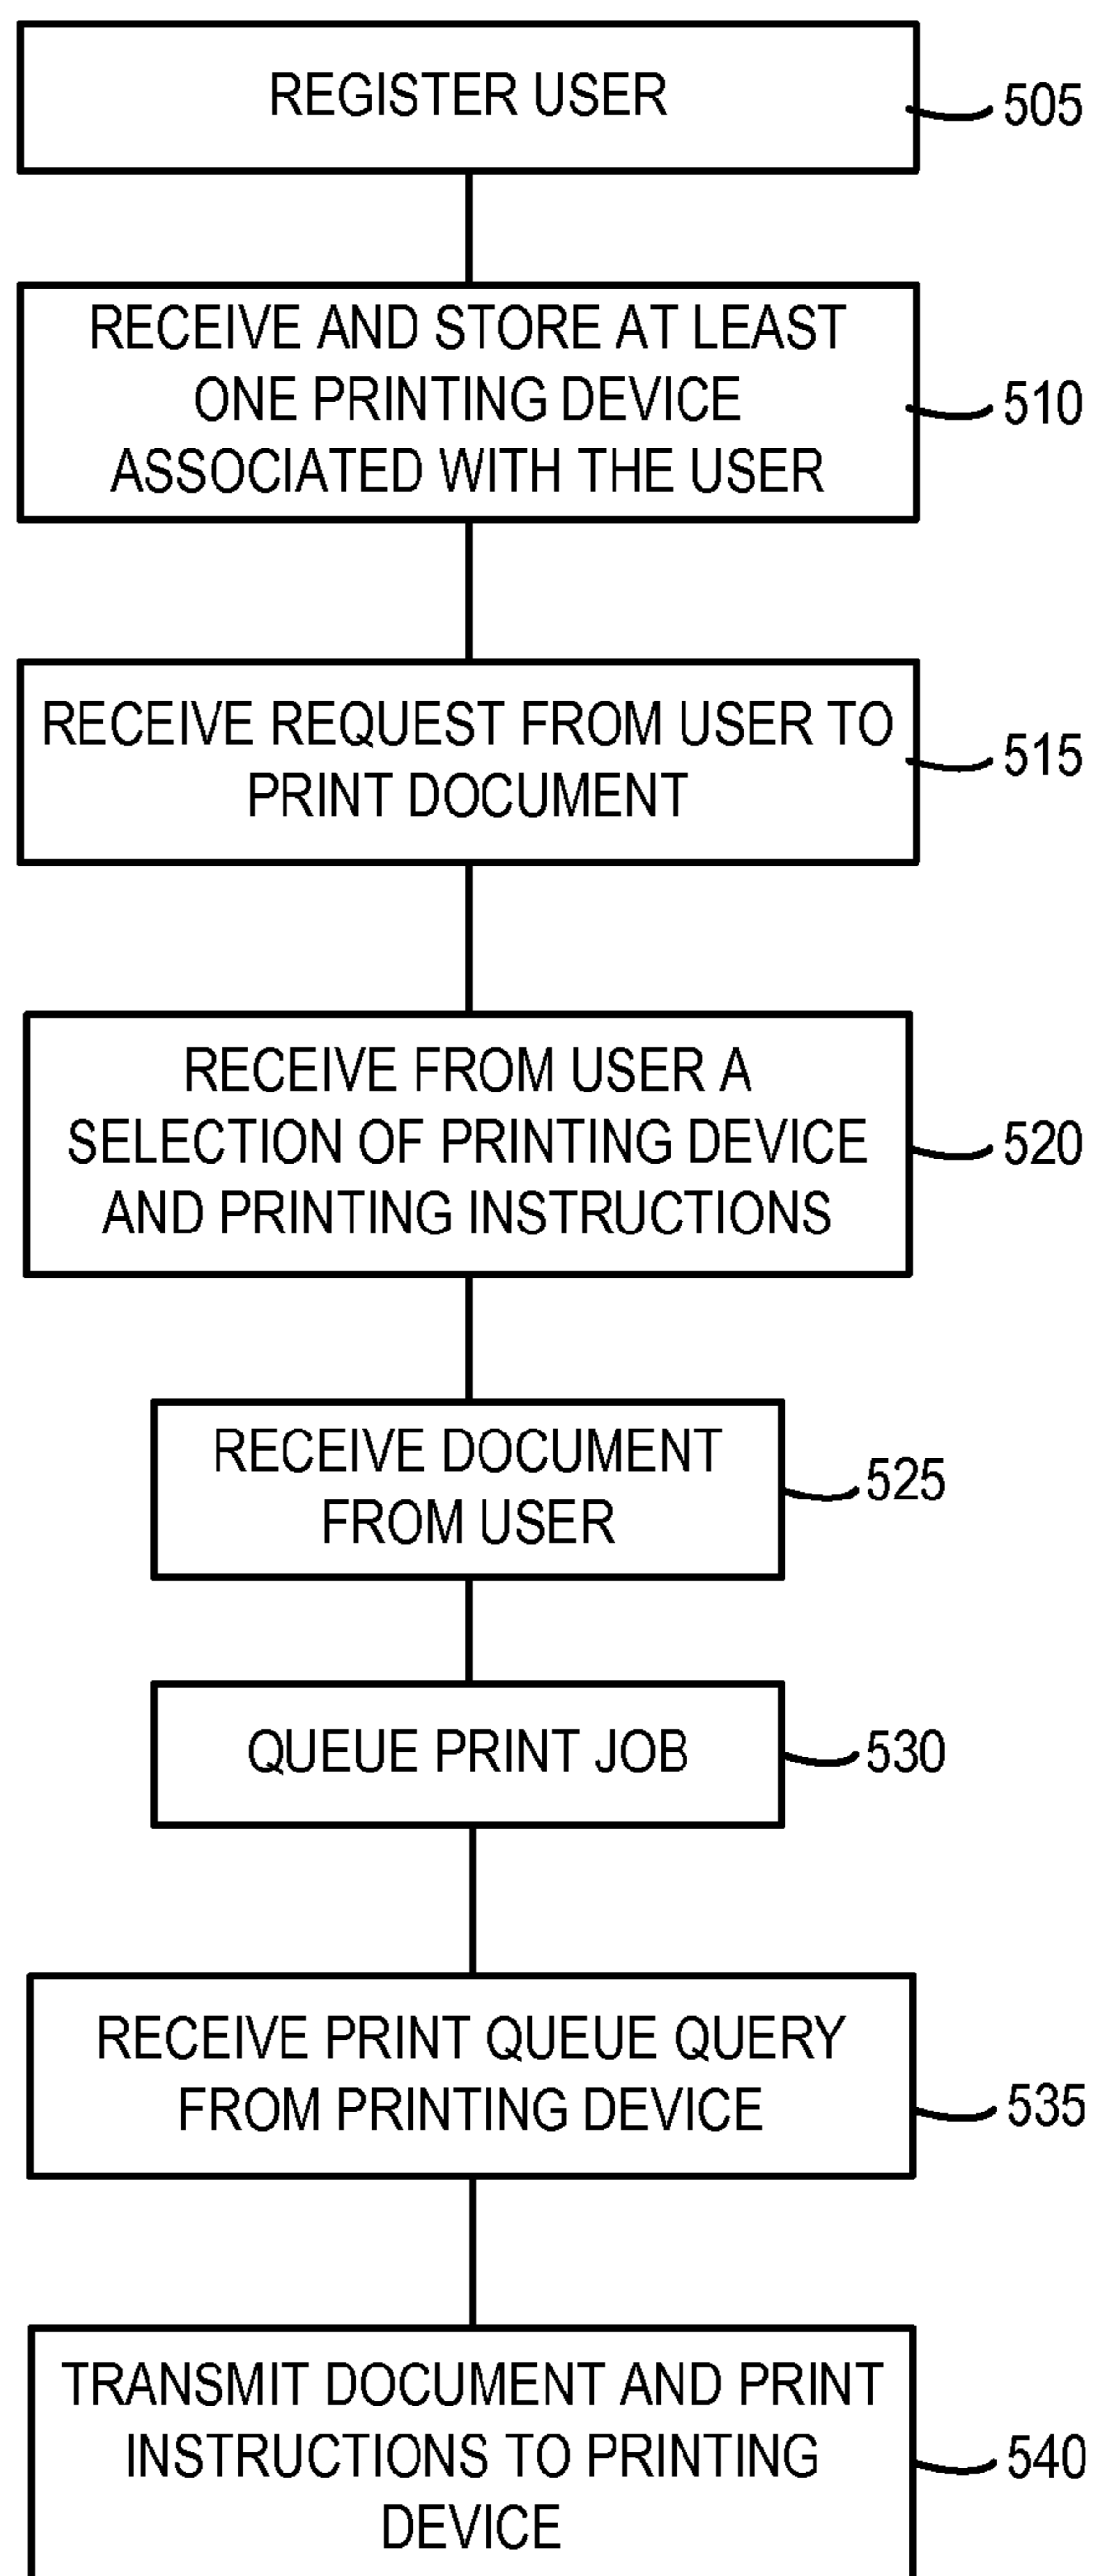 REGISTER USER
505
RECEIVE AND STORE AT LEAST
ONE PRINTING DEVICE
ASSOCIATED WITH THE USER
510
RECEIVE REQUEST FROM USER TO
PRINT DOCUMENT
515
RECEIVE FROM USER A
SELECTION OF PRINTING DEVICE
AND PRINTING INSTRUCTIONS
520
RECEIVE DOCUMENT
FROM USER
525
QUEUE PRINT JOB
530
RECEIVE PRINT QUEUE QUERY
FROM PRINTING DEVICE
535
TRANSMIT DOCUMENT AND PRINT
INSTRUCTIONS TO PRINTING
DEVICE
540